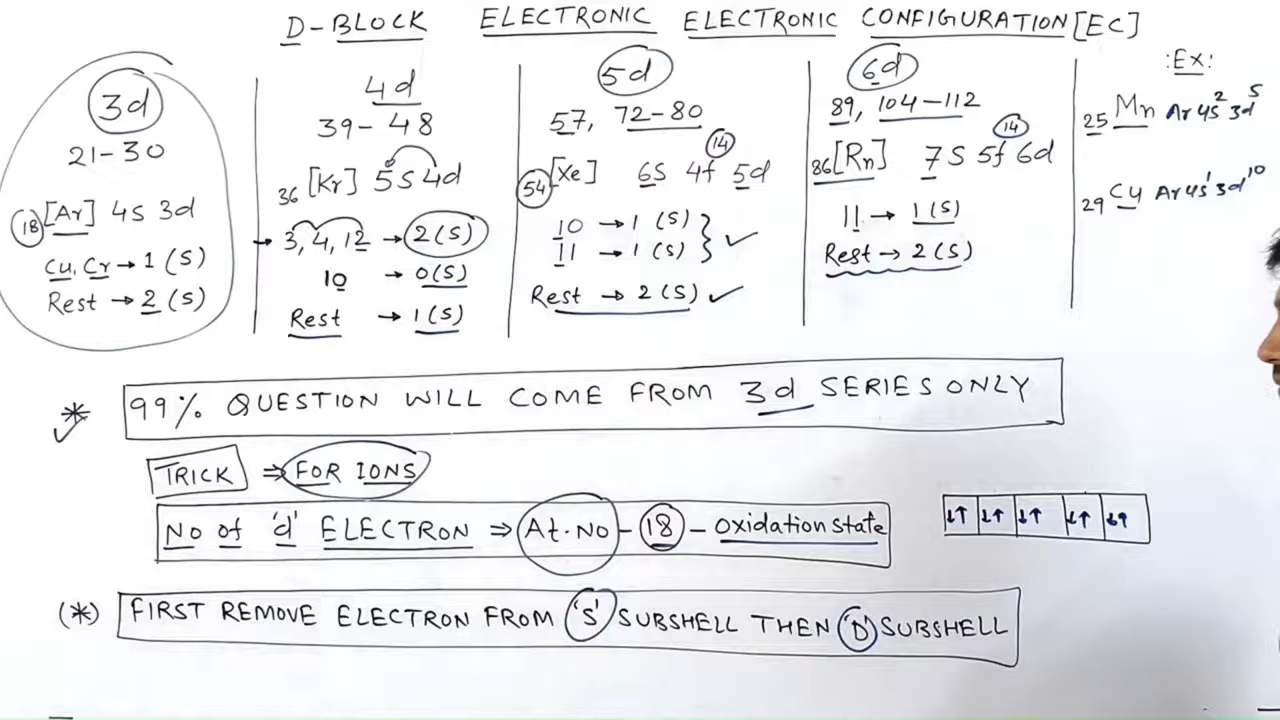 D-BLOCK ELECTRONIC ELECTRONIC CONFIGURATION [EC]
3d
21-30
18 [Ar] 4s 3d
Cu, Cr → 1 (S)
Rest → 2 (S)
4d
39-48
36 [Kr] 5s 4d
3, 4, 12 → 2(S)
10 → 0(S)
Rest → 1(S)
5d
57, 72-80
14
54 [Xe] 6s 4f 5d
10 → 1 (S)
11 → 1 (S)
Rest → 2(S)
6d
89, 104-112
14
86 [Rn] 7s 5f 6d
11 → 1(S)
Rest → 2(S)
:Ex:
25 Mn Ar 4s² 3d⁵
29 Cu Ar 4s¹ 3d¹⁰
* 99% QUESTION WILL COME FROM 3d SERIES ONLY
TRICK ⇒ FOR IONS
No of 'd' ELECTRON ⇒ At.No - 18 - oxidation state
↓↑ ↓↑ ↓↑ ↓↑ ↓↑
(*) FIRST REMOVE ELECTRON FROM 'S' SUBSHELL THEN 'D' SUBSHELL